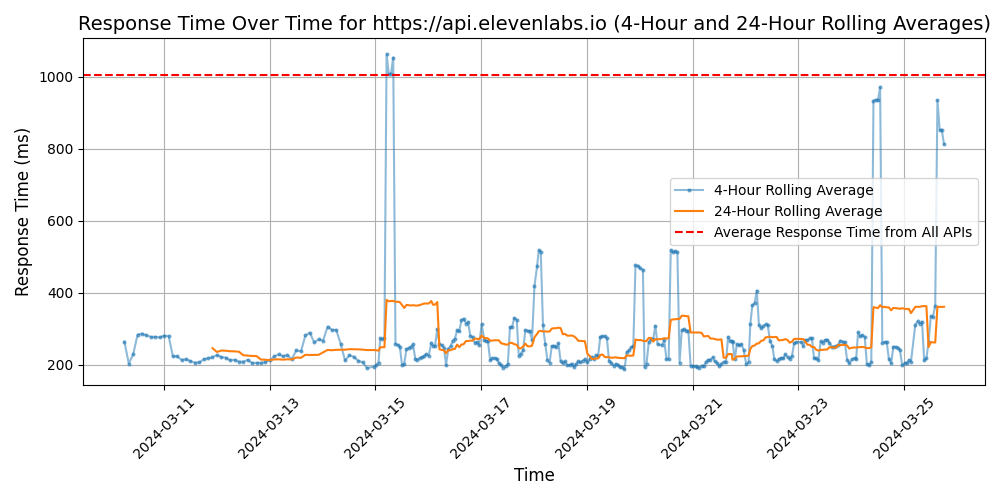 Response Time Over Time for https://api.elevenlabs.io (4-Hour and 24-Hour Rolling Averages)
Response Time (ms)
1000
800
600
400
200
4-Hour Rolling Average
24-Hour Rolling Average
Average Response Time from All APIs
2024-03-11
2024-03-13
2024-03-15
2024-03-17
2024-03-19
2024-03-21
2024-03-23
2024-03-25
Time